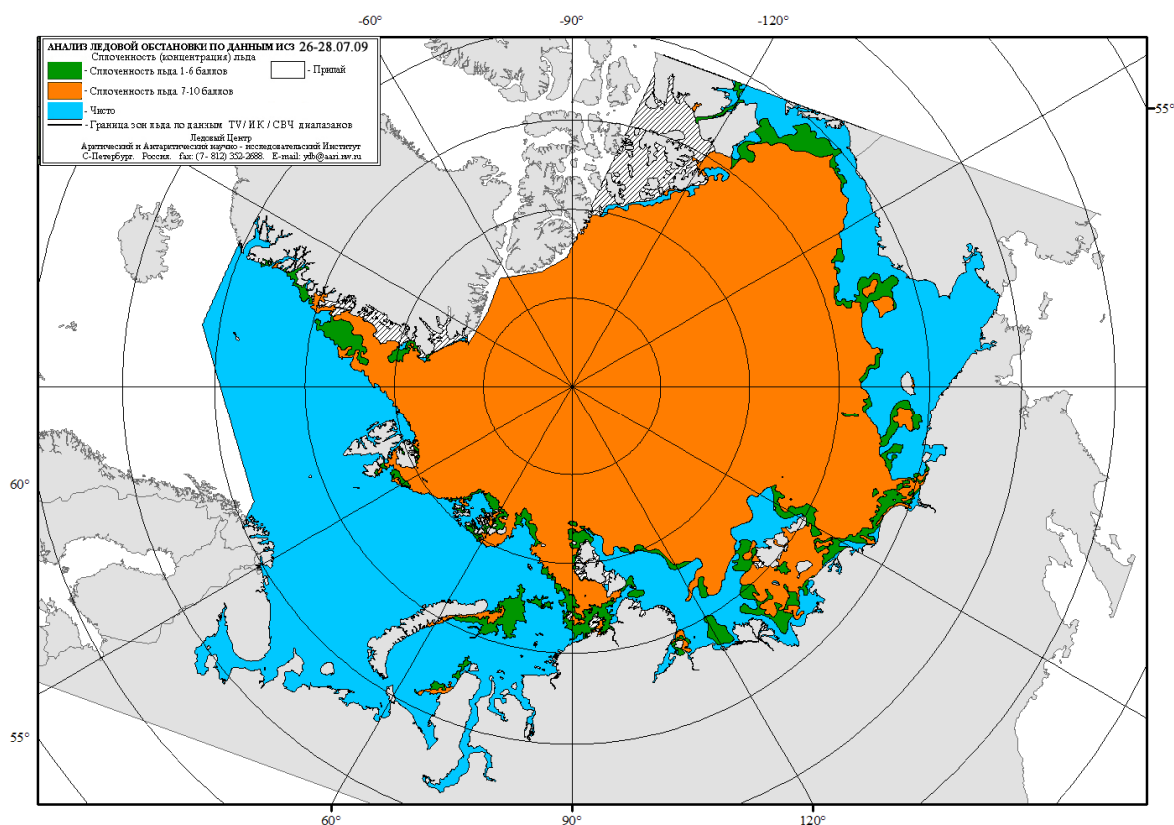 -60° -90° -120°
АНАЛИЗ ЛЕДОВОЙ ОБСТАНОВКИ ПО ДАННЫМ ИСЗ 26-28.07.09
Сплоченность (концентрация) льда
- Сплоченность льда 1-6 баллов
- Припай
- Сплоченность льда 7-10 баллов
- Чисто
- Граница зон льда по данным TV / ИК / СВЧ диапазонов
Ледовый Центр
Арктический и Антарктический научно - исследовательский Институт
С-Петербург. Россия. fax: (7 - 812) 352-2688. E-mail: ydb@aari.nw.ru
55°
60°
55°
60° 90° 120°